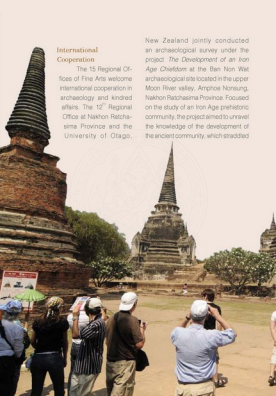 International
Cooperation
The 15 Regional Of-
fices of Fine Arts welcome
international cooperation in
archaeology and kindred
affairs. The 12th Regional
Office at Nakhon Ratcha-
sima Province and the
University of Otago,
New Zealand jointly conducted
an archaeological survey under the
project The Development of an Iron
Age Chiefdom at the Ban Non Wat
archaeological site located in the upper
Moon River valley, Amphoe Nonsung,
Nakhon Ratchasima Province. Focused
on the study of an Iron Age prehistoric
community, the project aimed to unravel
the knowledge of the development of
the ancient community, which straddled